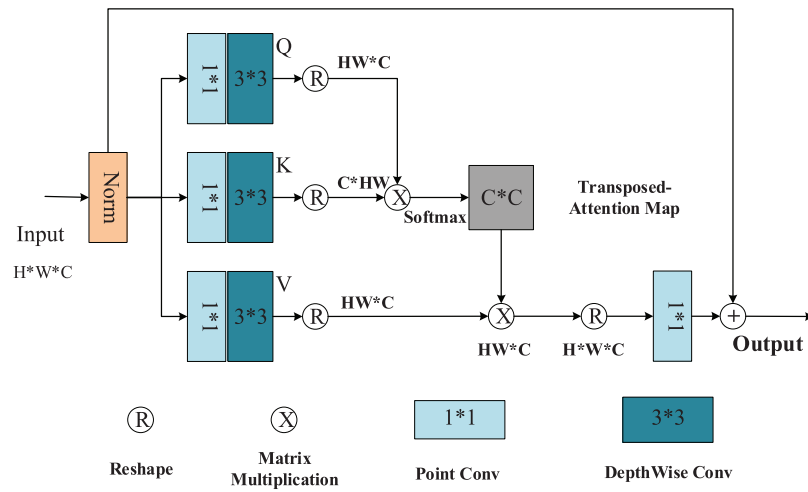 Q
1*1
3*3
R
HW*C
Norm
K
1*1
3*3
R
C*HW
X
Softmax
C*C
Transposed-
Attention Map
Input
H*W*C
V
1*1
3*3
R
HW*C
X
HW*C
R
H*W*C
1*1
+
Output
R
Reshape
X
Matrix
Multiplication
1*1
Point Conv
3*3
DepthWise Conv